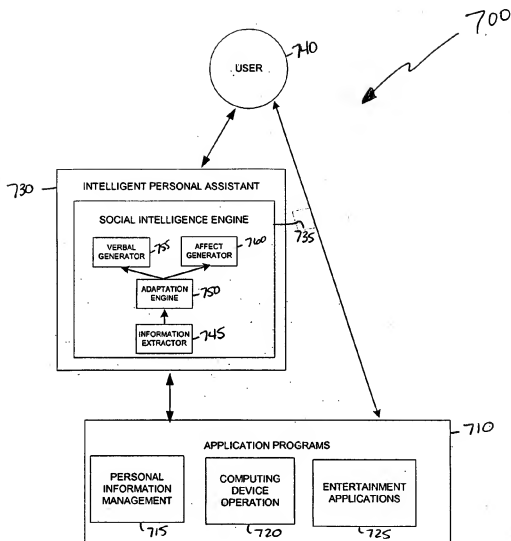 700
740
USER
730
INTELLIGENT PERSONAL ASSISTANT
SOCIAL INTELLIGENCE ENGINE
735
VERBAL
GENERATOR
755
AFFECT
GENERATOR
760
ADAPTATION
ENGINE
750
INFORMATION
EXTRACTOR
745
710
APPLICATION PROGRAMS
PERSONAL
INFORMATION
MANAGEMENT
715
COMPUTING
DEVICE
OPERATION
720
ENTERTAINMENT
APPLICATIONS
725